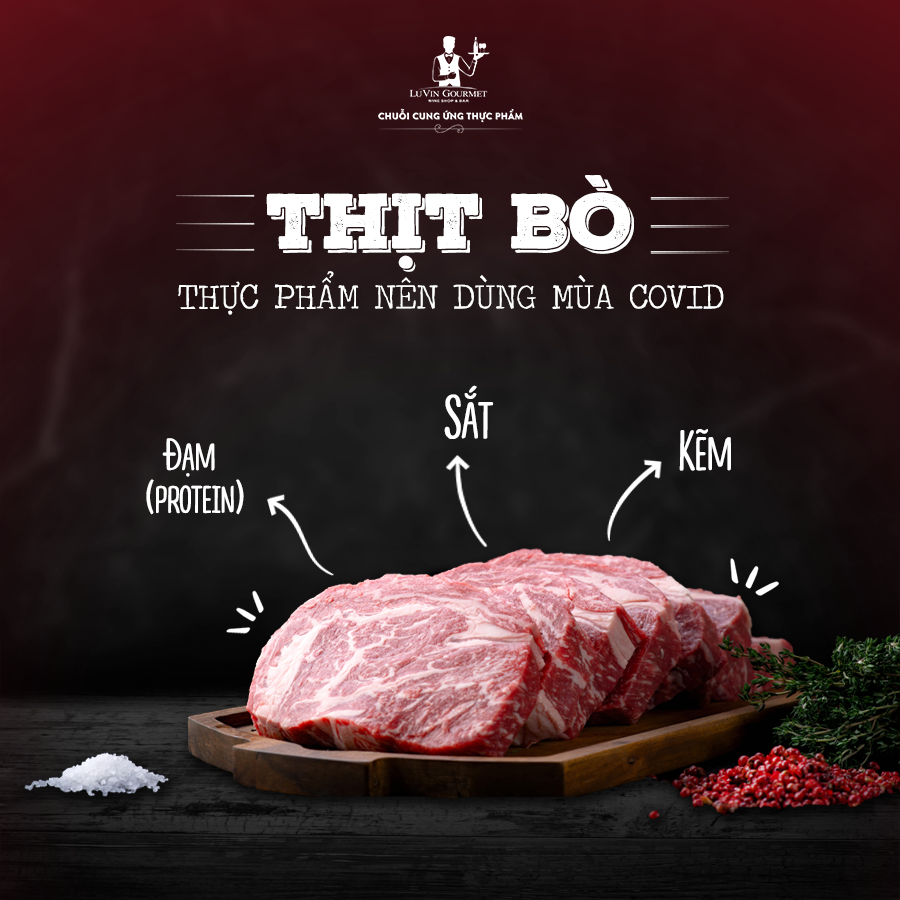 LUVIN GOURMET
WINE SHOP & BAR
CHUỖI CUNG ỨNG THỰC PHẨM
THỊT BÒ
THỰC PHẨM NÊN DÙNG MÙA COVID
SẮT
KẼM
ĐẠM
(PROTEIN)